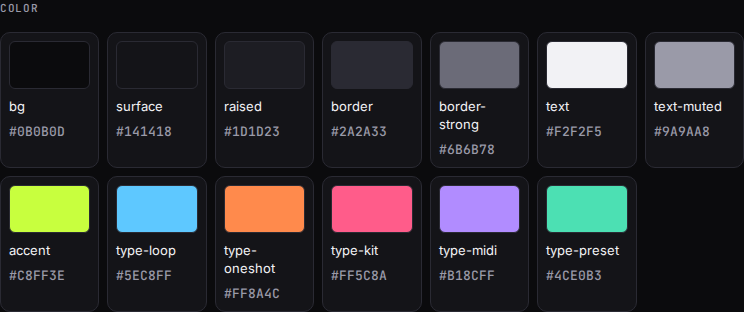 COLOR
bg
#0B0B0D
surface
#141418
raised
#1D1D23
border
#2A2A33
border-
strong
#6B6B78
text
#F2F2F5
text-muted
#9A9AA8
accent
#C8FF3E
type-loop
#5EC8FF
type-
oneshot
#FF8A4C
type-kit
#FF5C8A
type-midi
#B18CFF
type-preset
#4CE0B3